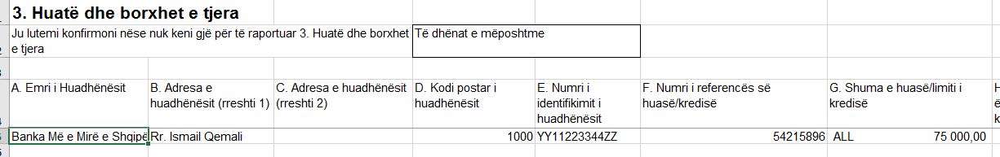 3. Huatë dhe borxhet e tjera
Ju lutemi konfirmoni nëse nuk keni gjë për të raportuar 3. Huatë dhe borxhet
e tjera
Të dhënat e mëposhtme
A. Emri i Huadhënësit
B. Adresa e
huadhënësit (rreshti 1)
C. Adresa e huadhënësit
(rreshti 2)
D. Kodi postar i
huadhënësit
E. Numri i
identifikimit i
huadhënësit
F. Numri i referencës së
huasë/kredisë
G. Shuma e huasë/limiti i
kredisë
Banka Më e Mirë e Shqipë
Rr. Ismail Qemali
1000
YY11223344ZZ
54215896
ALL 75 000,00